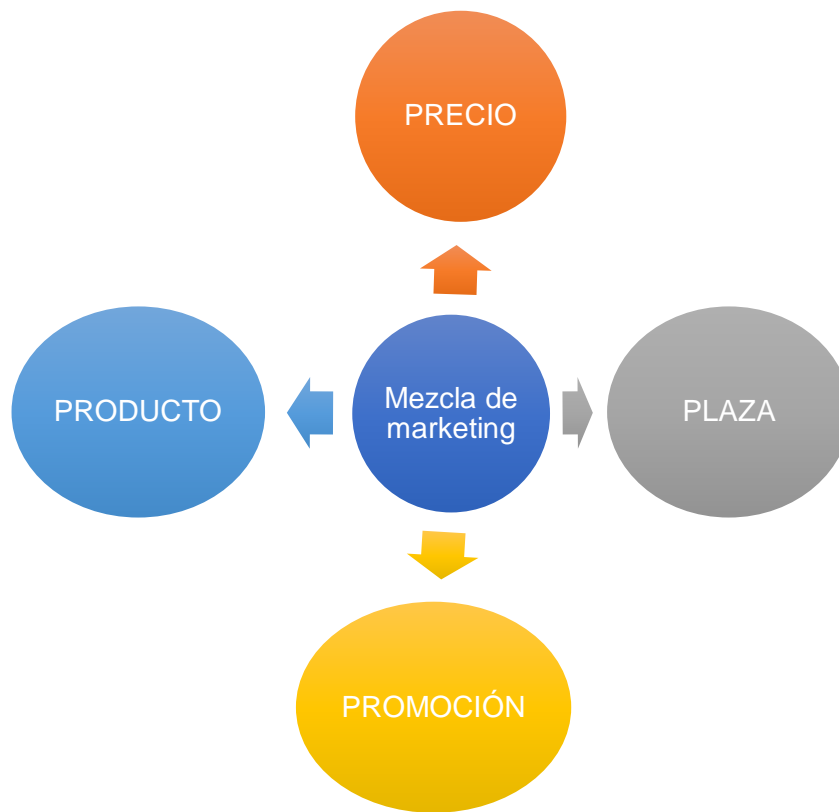 PRECIO
PRODUCTO
Mezcla de
marketing
PLAZA
PROMOCIÓN